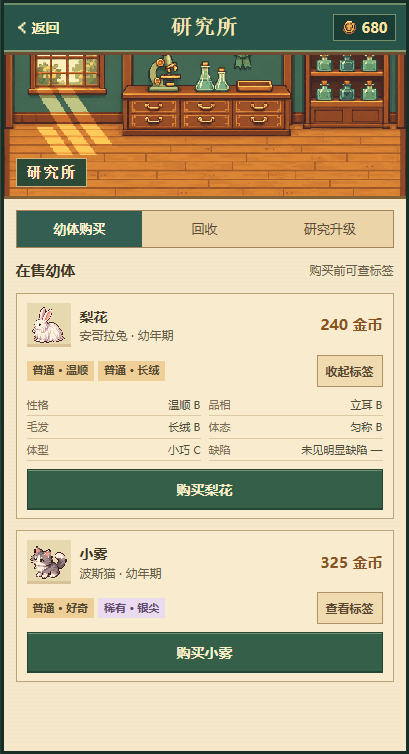 返回 研究所 680
研究所
幼体购买 回收 研究升级
在售幼体 购买前可查标签
梨花
安哥拉兔 · 幼年期
240 金币
普通 • 温顺 普通 • 长绒 收起标签
性格 温顺 B 品相 立耳 B
毛发 长绒 B 体态 匀称 B
体型 小巧 C 缺陷 未见明显缺陷 —
购买梨花
小雾
波斯猫 · 幼年期
325 金币
普通 • 好奇 稀有 • 银尖 查看标签
购买小雾